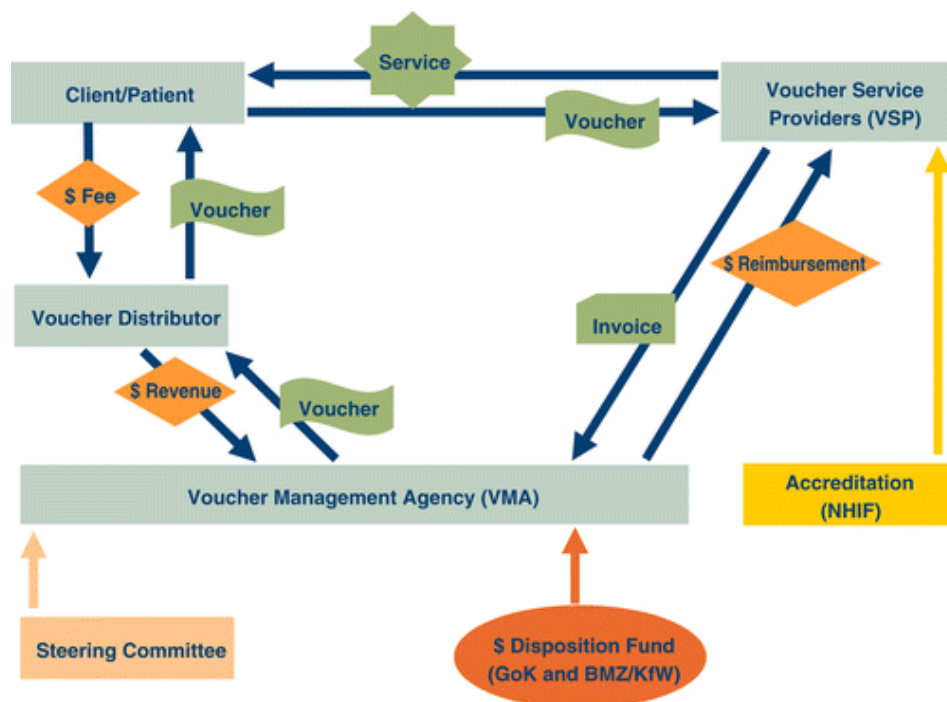 Service
Client/Patient
Voucher Service
Providers (VSP)
Voucher
$ Fee
Voucher
$ Reimbursement
Voucher Distributor
Invoice
$ Revenue
Voucher
Voucher Management Agency (VMA)
Accreditation
(NHIF)
Steering Committee
$ Disposition Fund
(GoK and BMZ/KfW)